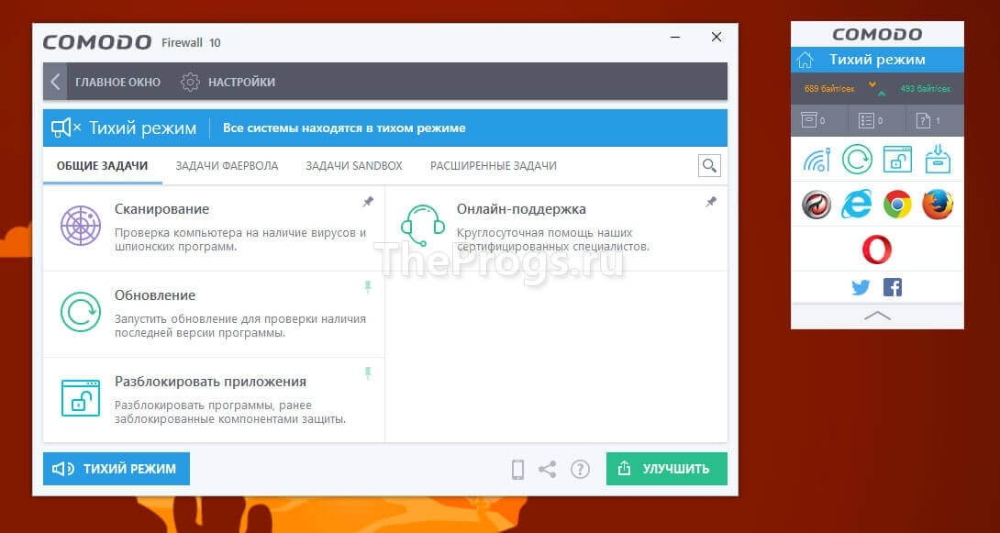 COMODO Firewall 10
ГЛАВНОЕ ОКНО НАСТРОЙКИ
Тихий режим Все системы находятся в тихом режиме
ОБЩИЕ ЗАДАЧИ ЗАДАЧИ ФАЕРВОЛА ЗАДАЧИ SANDBOX РАСШИРЕННЫЕ ЗАДАЧИ
Сканирование
Проверка компьютера на наличие вирусов и
шпионских программ.
Онлайн-поддержка
Круглосуточная помощь наших
сертифицированных специалистов.
TheProgs.ru
Обновление
Запустить обновление для проверки наличия
последней версии программы.
Разблокировать приложения
Разблокировать программы, ранее
заблокированные компонентами защиты.
ТИХИЙ РЕЖИМ
УЛУЧШИТЬ
COMODO
Тихий режим
689 байт/сек 493 байт/сек
0 0 1